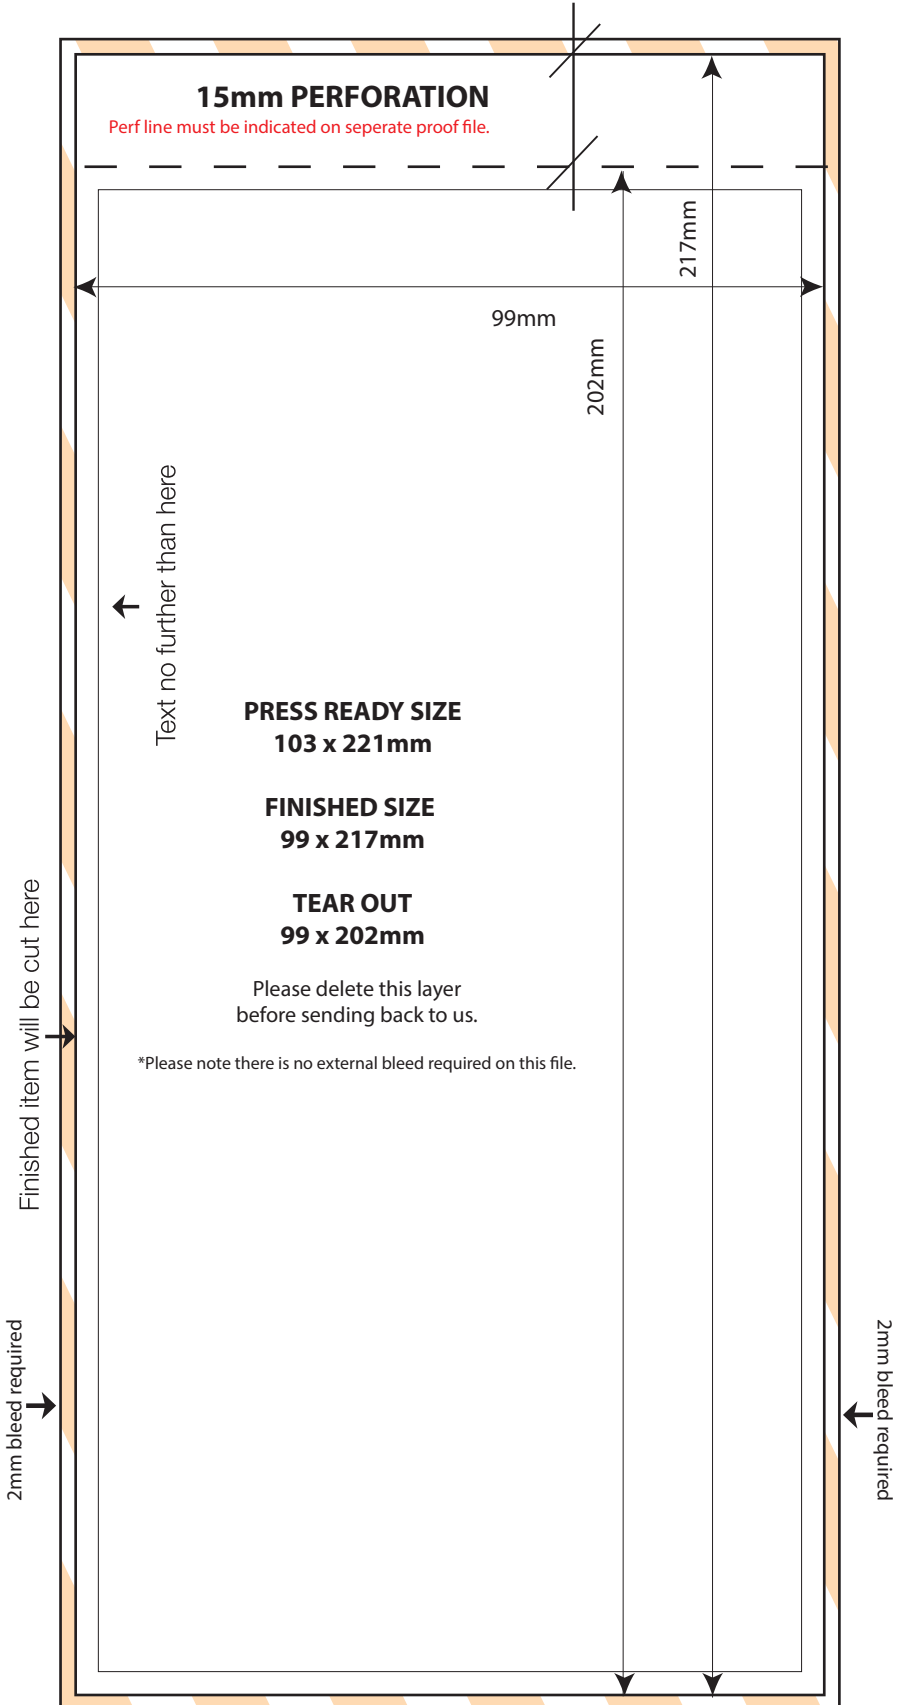 15mm PERFORATION
Perf line must be indicated on seperate proof file.
217mm
99mm
202mm
Text no further than here
PRESS READY SIZE
103 x 221mm
FINISHED SIZE
99 x 217mm
TEAR OUT
99 x 202mm
Please delete this layer
before sending back to us.
*Please note there is no external bleed required on this file.
Finished item will be cut here
2mm bleed required
2mm bleed required